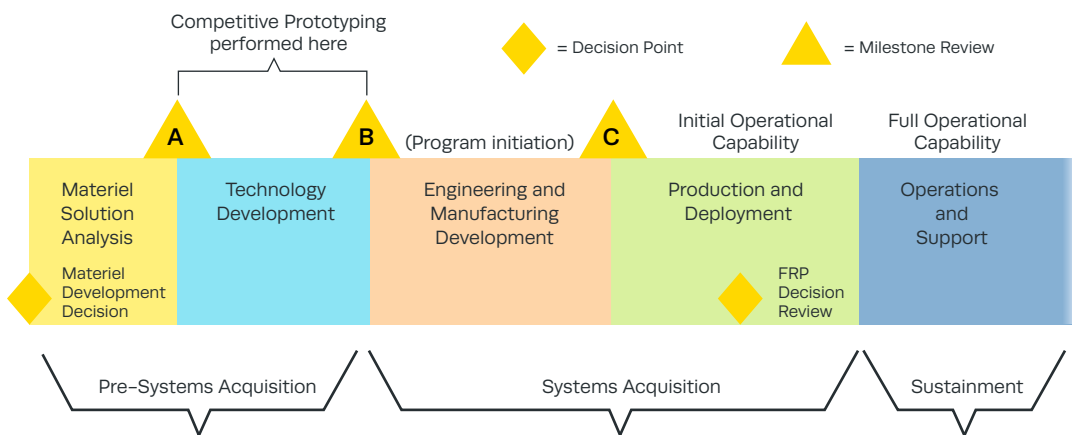 Competitive Prototyping
performed here
= Decision Point
= Milestone Review
A
B
(Program initiation)
C
Initial Operational
Capability
Full Operational
Capability
Materiel
Solution
Analysis
Technology
Development
Engineering and
Manufacturing
Development
Production and
Deployment
Operations
and
Support
Materiel
Development
Decision
FRP
Decision
Review
Pre-Systems Acquisition
Systems Acquisition
Sustainment